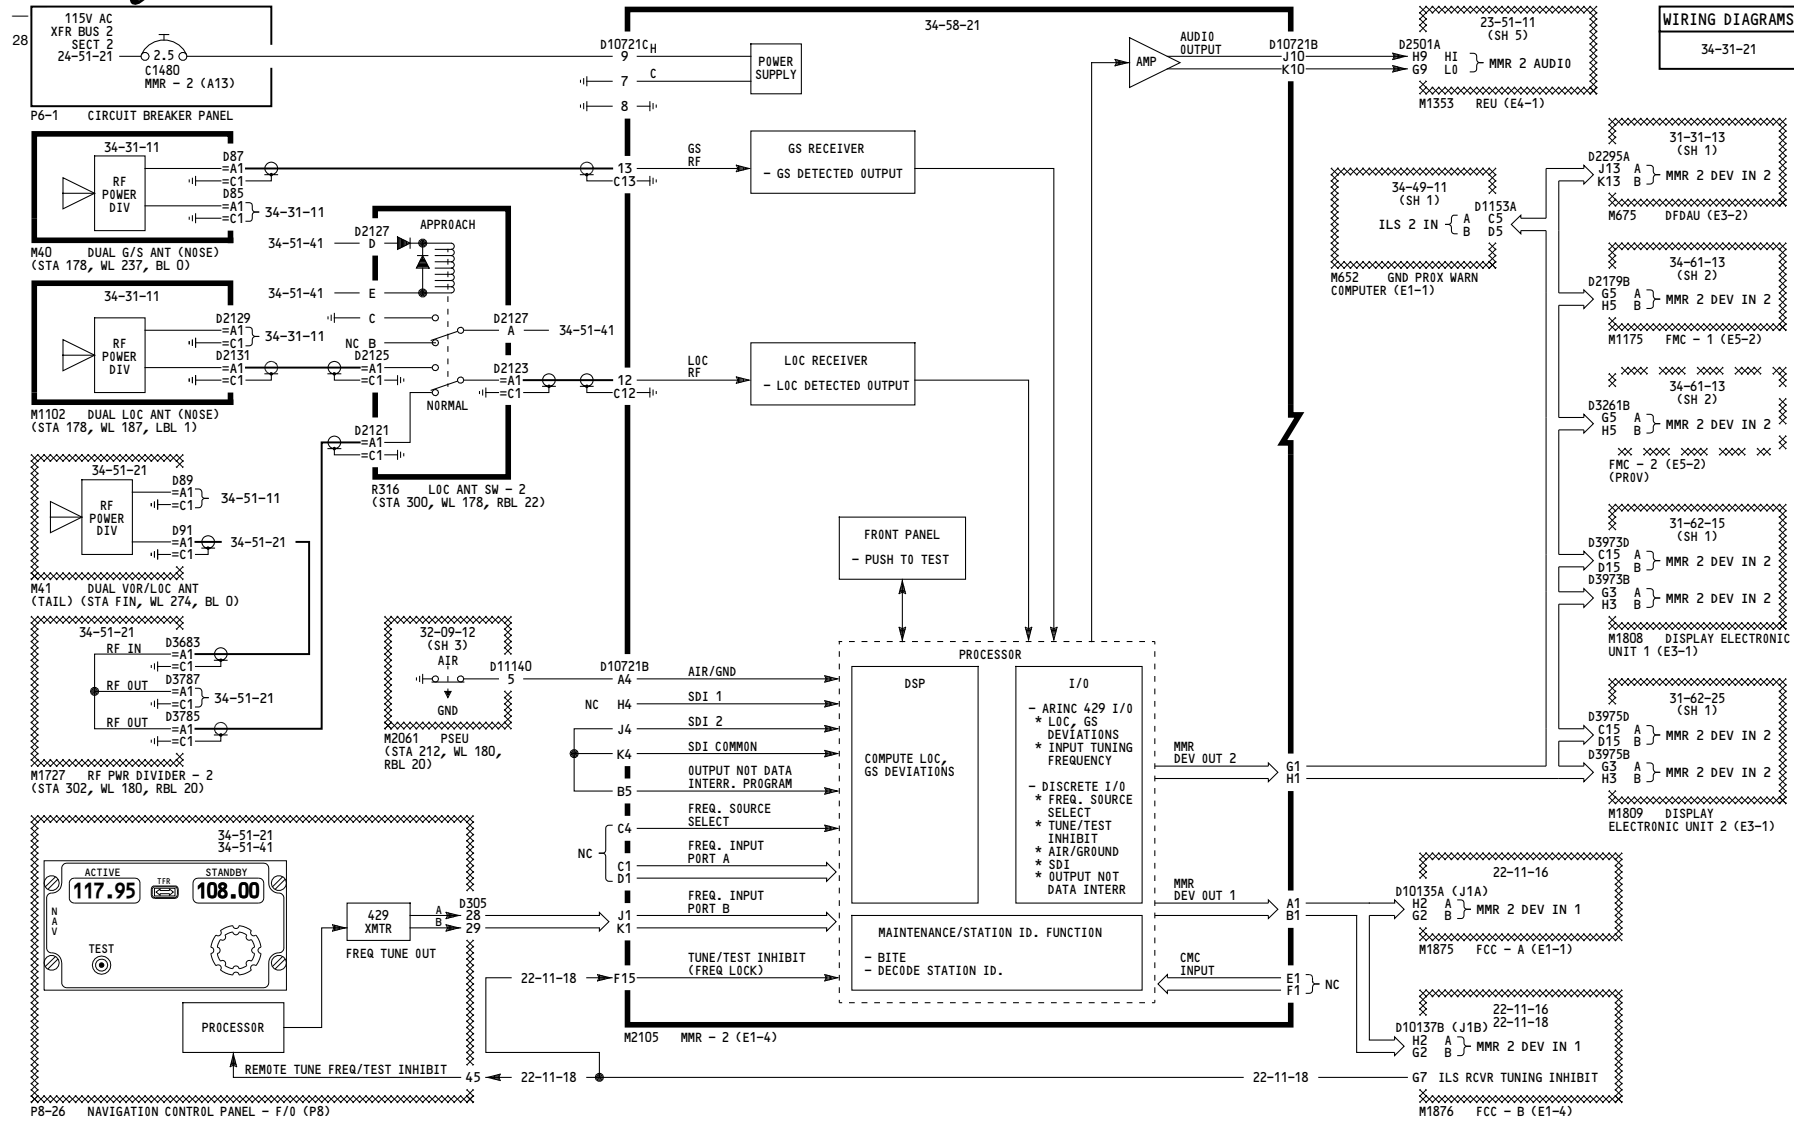 28
115V AC
XFR BUS 2
SECT 2
24-51-21
2.5
C1480
MMR - 2 (A13)
P6-1 CIRCUIT BREAKER PANEL
D10721C
9 H
7 C
8
POWER
SUPPLY
34-58-21
AMP
AUDIO
OUTPUT
D10721B
J10
K10
D2501A
H9 HI
G9 LO
MMR 2 AUDIO
23-51-11
(SH 5)
M1353 REU (E4-1)
WIRING DIAGRAMS
34-31-21
34-31-11
RF
POWER
DIV
D87
=A1
=C1
D85
=A1
=C1
34-31-11
M40 DUAL G/S ANT (NOSE)
(STA 178, WL 237, BL 0)
13
C13
GS
RF
GS RECEIVER
- GS DETECTED OUTPUT
34-31-11
RF
POWER
DIV
D2129
=A1
=C1
34-31-11
D2131
=A1
=C1
M1102 DUAL LOC ANT (NOSE)
(STA 178, WL 187, LBL 1)
APPROACH
34-51-41
D2127
D
34-51-41
E
C
NC B
D2125
=A1
=C1
D2127
A
34-51-41
D2123
=A1
=C1
NORMAL
D2121
=A1
=C1
R316 LOC ANT SW - 2
(STA 300, WL 178, RBL 22)
12
C12
LOC
RF
LOC RECEIVER
- LOC DETECTED OUTPUT
34-51-21
RF
POWER
DIV
D89
=A1
=C1
34-51-11
D91
=A1
=C1
34-51-21
M41 DUAL VOR/LOC ANT
(TAIL) (STA FIN, WL 274, BL 0)
34-51-21
RF IN
D3683
=A1
=C1
RF OUT
D3787
=A1
=C1
34-51-21
RF OUT
D3785
=A1
=C1
M1727 RF PWR DIVIDER - 2
(STA 302, WL 180, RBL 20)
32-09-12
(SH 3)
AIR
GND
D11140
5
M2061 PSEU
(STA 212, WL 180,
RBL 20)
FRONT PANEL
- PUSH TO TEST
D10721B
A4 AIR/GND
NC H4 SDI 1
J4 SDI 2
K4 SDI COMMON
B5 OUTPUT NOT DATA
INTERR. PROGRAM
C4 FREQ. SOURCE
SELECT
NC
C1
D1
FREQ. INPUT
PORT A
J1
K1
FREQ. INPUT
PORT B
F15 TUNE/TEST INHIBIT
(FREQ LOCK)
PROCESSOR
DSP
COMPUTE LOC,
GS DEVIATIONS
I/O
- ARINC 429 I/O
* LOC, GS
DEVIATIONS
* INPUT TUNING
FREQUENCY
- DISCRETE I/O
* FREQ. SOURCE
SELECT
* TUNE/TEST
INHIBIT
* AIR/GROUND
* SDI
* OUTPUT NOT
DATA INTERR
MAINTENANCE/STATION ID. FUNCTION
- BITE
- DECODE STATION ID.
MMR
DEV OUT 2
G1
H1
MMR
DEV OUT 1
A1
B1
CMC
INPUT
E1
F1
NC
M2105 MMR - 2 (E1-4)
34-49-11
(SH 1)
ILS 2 IN
A
B
D1153A
C5
D5
M652 GND PROX WARN
COMPUTER (E1-1)
31-31-13
(SH 1)
D2295A
J13 A
K13 B
MMR 2 DEV IN 2
M675 DFDAU (E3-2)
34-61-13
(SH 2)
D2179B
G5 A
H5 B
MMR 2 DEV IN 2
M1175 FMC - 1 (E5-2)
34-61-13
(SH 2)
D3261B
G5 A
H5 B
MMR 2 DEV IN 2
FMC - 2 (E5-2)
(PROV)
31-62-15
(SH 1)
D3973D
C15 A
D15 B
MMR 2 DEV IN 2
D3973B
G3 A
H3 B
MMR 2 DEV IN 2
M1808 DISPLAY ELECTRONIC
UNIT 1 (E3-1)
31-62-25
(SH 1)
D3975D
C15 A
D15 B
MMR 2 DEV IN 2
D3975B
G3 A
H3 B
MMR 2 DEV IN 2
M1809 DISPLAY
ELECTRONIC UNIT 2 (E3-1)
22-11-16
D10135A (J1A)
H2 A
G2 B
MMR 2 DEV IN 1
M1875 FCC - A (E1-1)
22-11-16
22-11-18
D10137B (J1B)
H2 A
G2 B
MMR 2 DEV IN 1
G7 ILS RCVR TUNING INHIBIT
M1876 FCC - B (E1-4)
34-51-21
34-51-41
ACTIVE
117.95
TFR
STANDBY
108.00
NAV
TEST
429
XMTR
FREQ TUNE OUT
A
B
D305
28
29
PROCESSOR
REMOTE TUNE FREQ/TEST INHIBIT
45
22-11-18
22-11-18
22-11-18
P8-26 NAVIGATION CONTROL PANEL - F/O (P8)